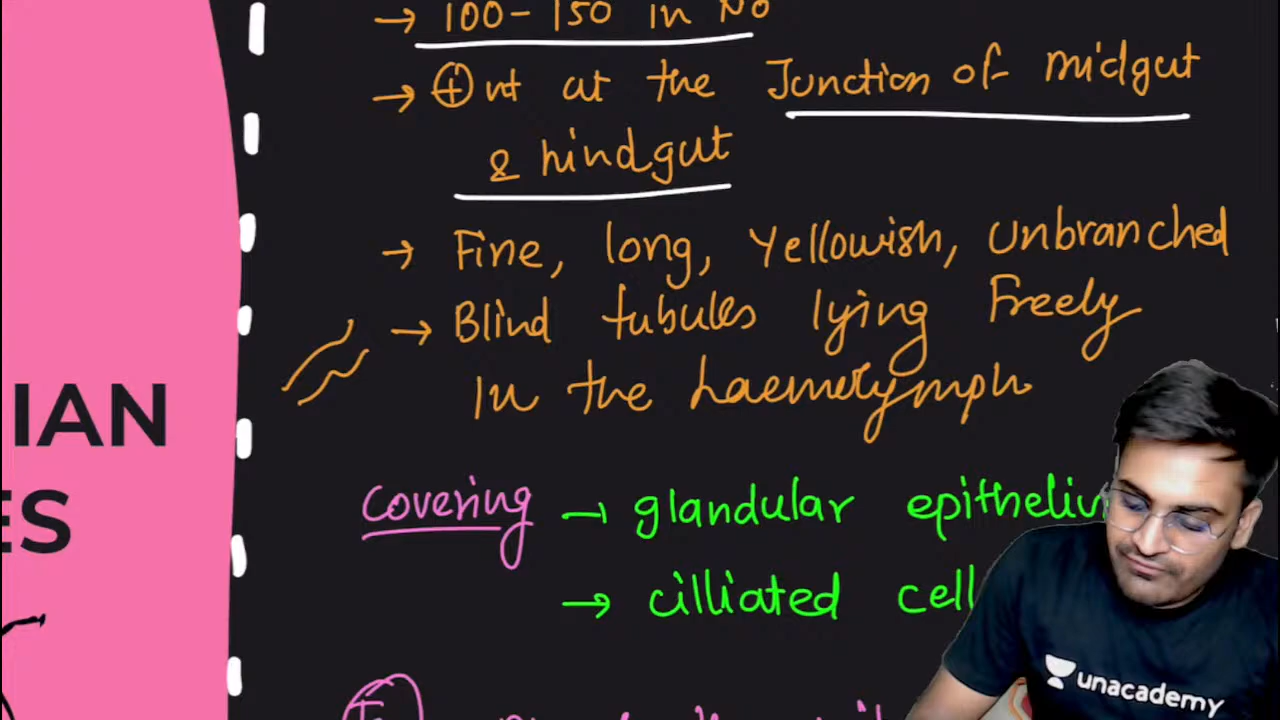 → 100-150 in No
→ ⊕nt at the Junction of midgut
& hindgut
→ Fine, long, Yellowish, Unbranched
→ Blind tubules lying Freely
In the haemolymph
IAN
ES
Covering → glandular epitheliu
→ cilliated cell
unacademy